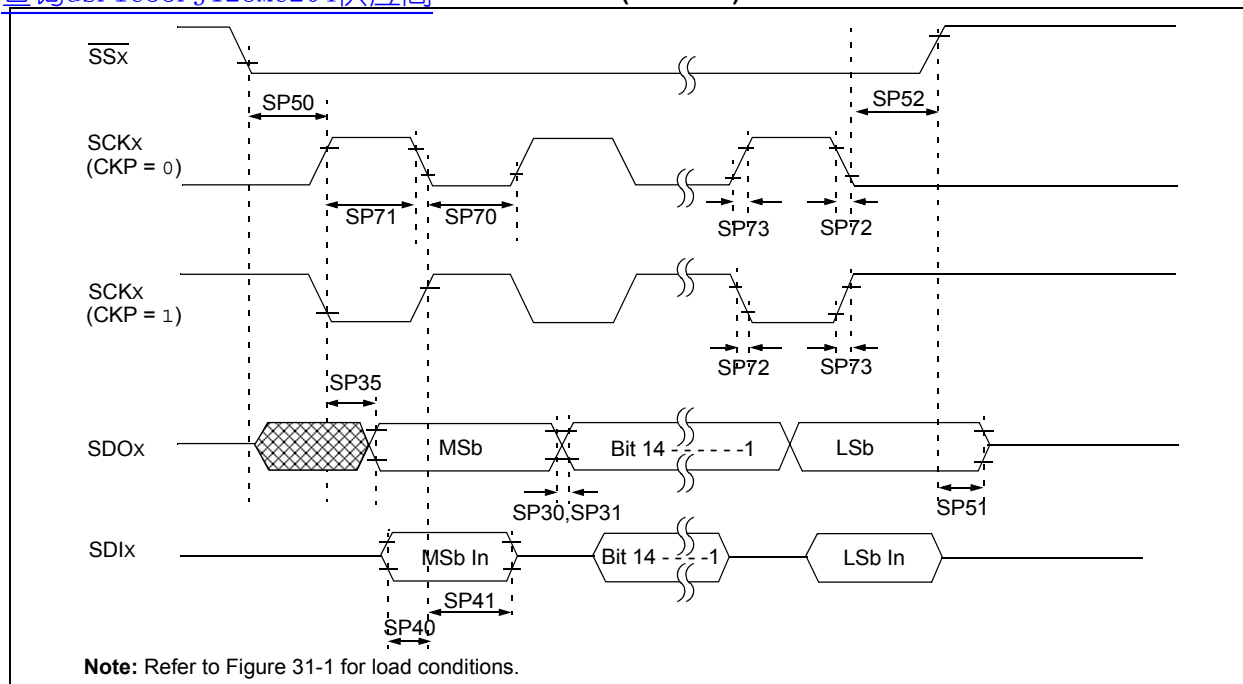 SSx
SP50
SP52
SCKx
(CKP = 0)
SP71
SP70
SP73
SP72
SCKx
(CKP = 1)
SP72
SP73
SP35
SDOx
MSb
Bit 14 - - - - - -1
LSb
SP30,SP31
SP51
SDIx
MSb In
Bit 14 - - - -1
LSb In
SP41
SP40
Note: Refer to Figure 31-1 for load conditions.